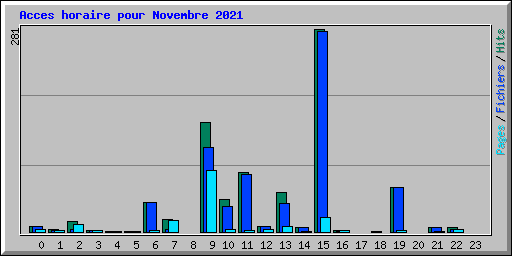 Acces horaire pour Novembre 2021
281
Pages / Fichiers / Hits
0 1 2 3 4 5 6 7 8 9 10 11 12 13 14 15 16 17 18 19 20 21 22 23